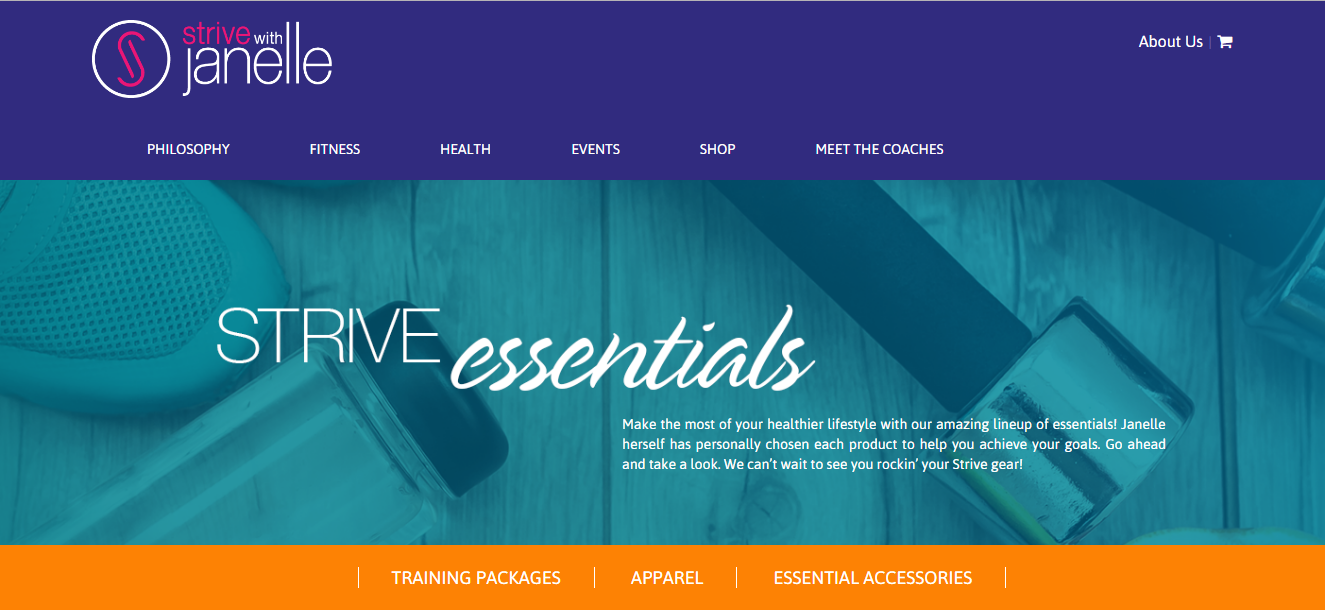 strive with
janelle
About Us |
PHILOSOPHY FITNESS HEALTH EVENTS SHOP MEET THE COACHES
STRIVE essentials
Make the most of your healthier lifestyle with our amazing lineup of essentials! Janelle
herself has personally chosen each product to help you achieve your goals. Go ahead
and take a look. We can’t wait to see you rockin’ your Strive gear!
| TRAINING PACKAGES | APPAREL | ESSENTIAL ACCESSORIES |